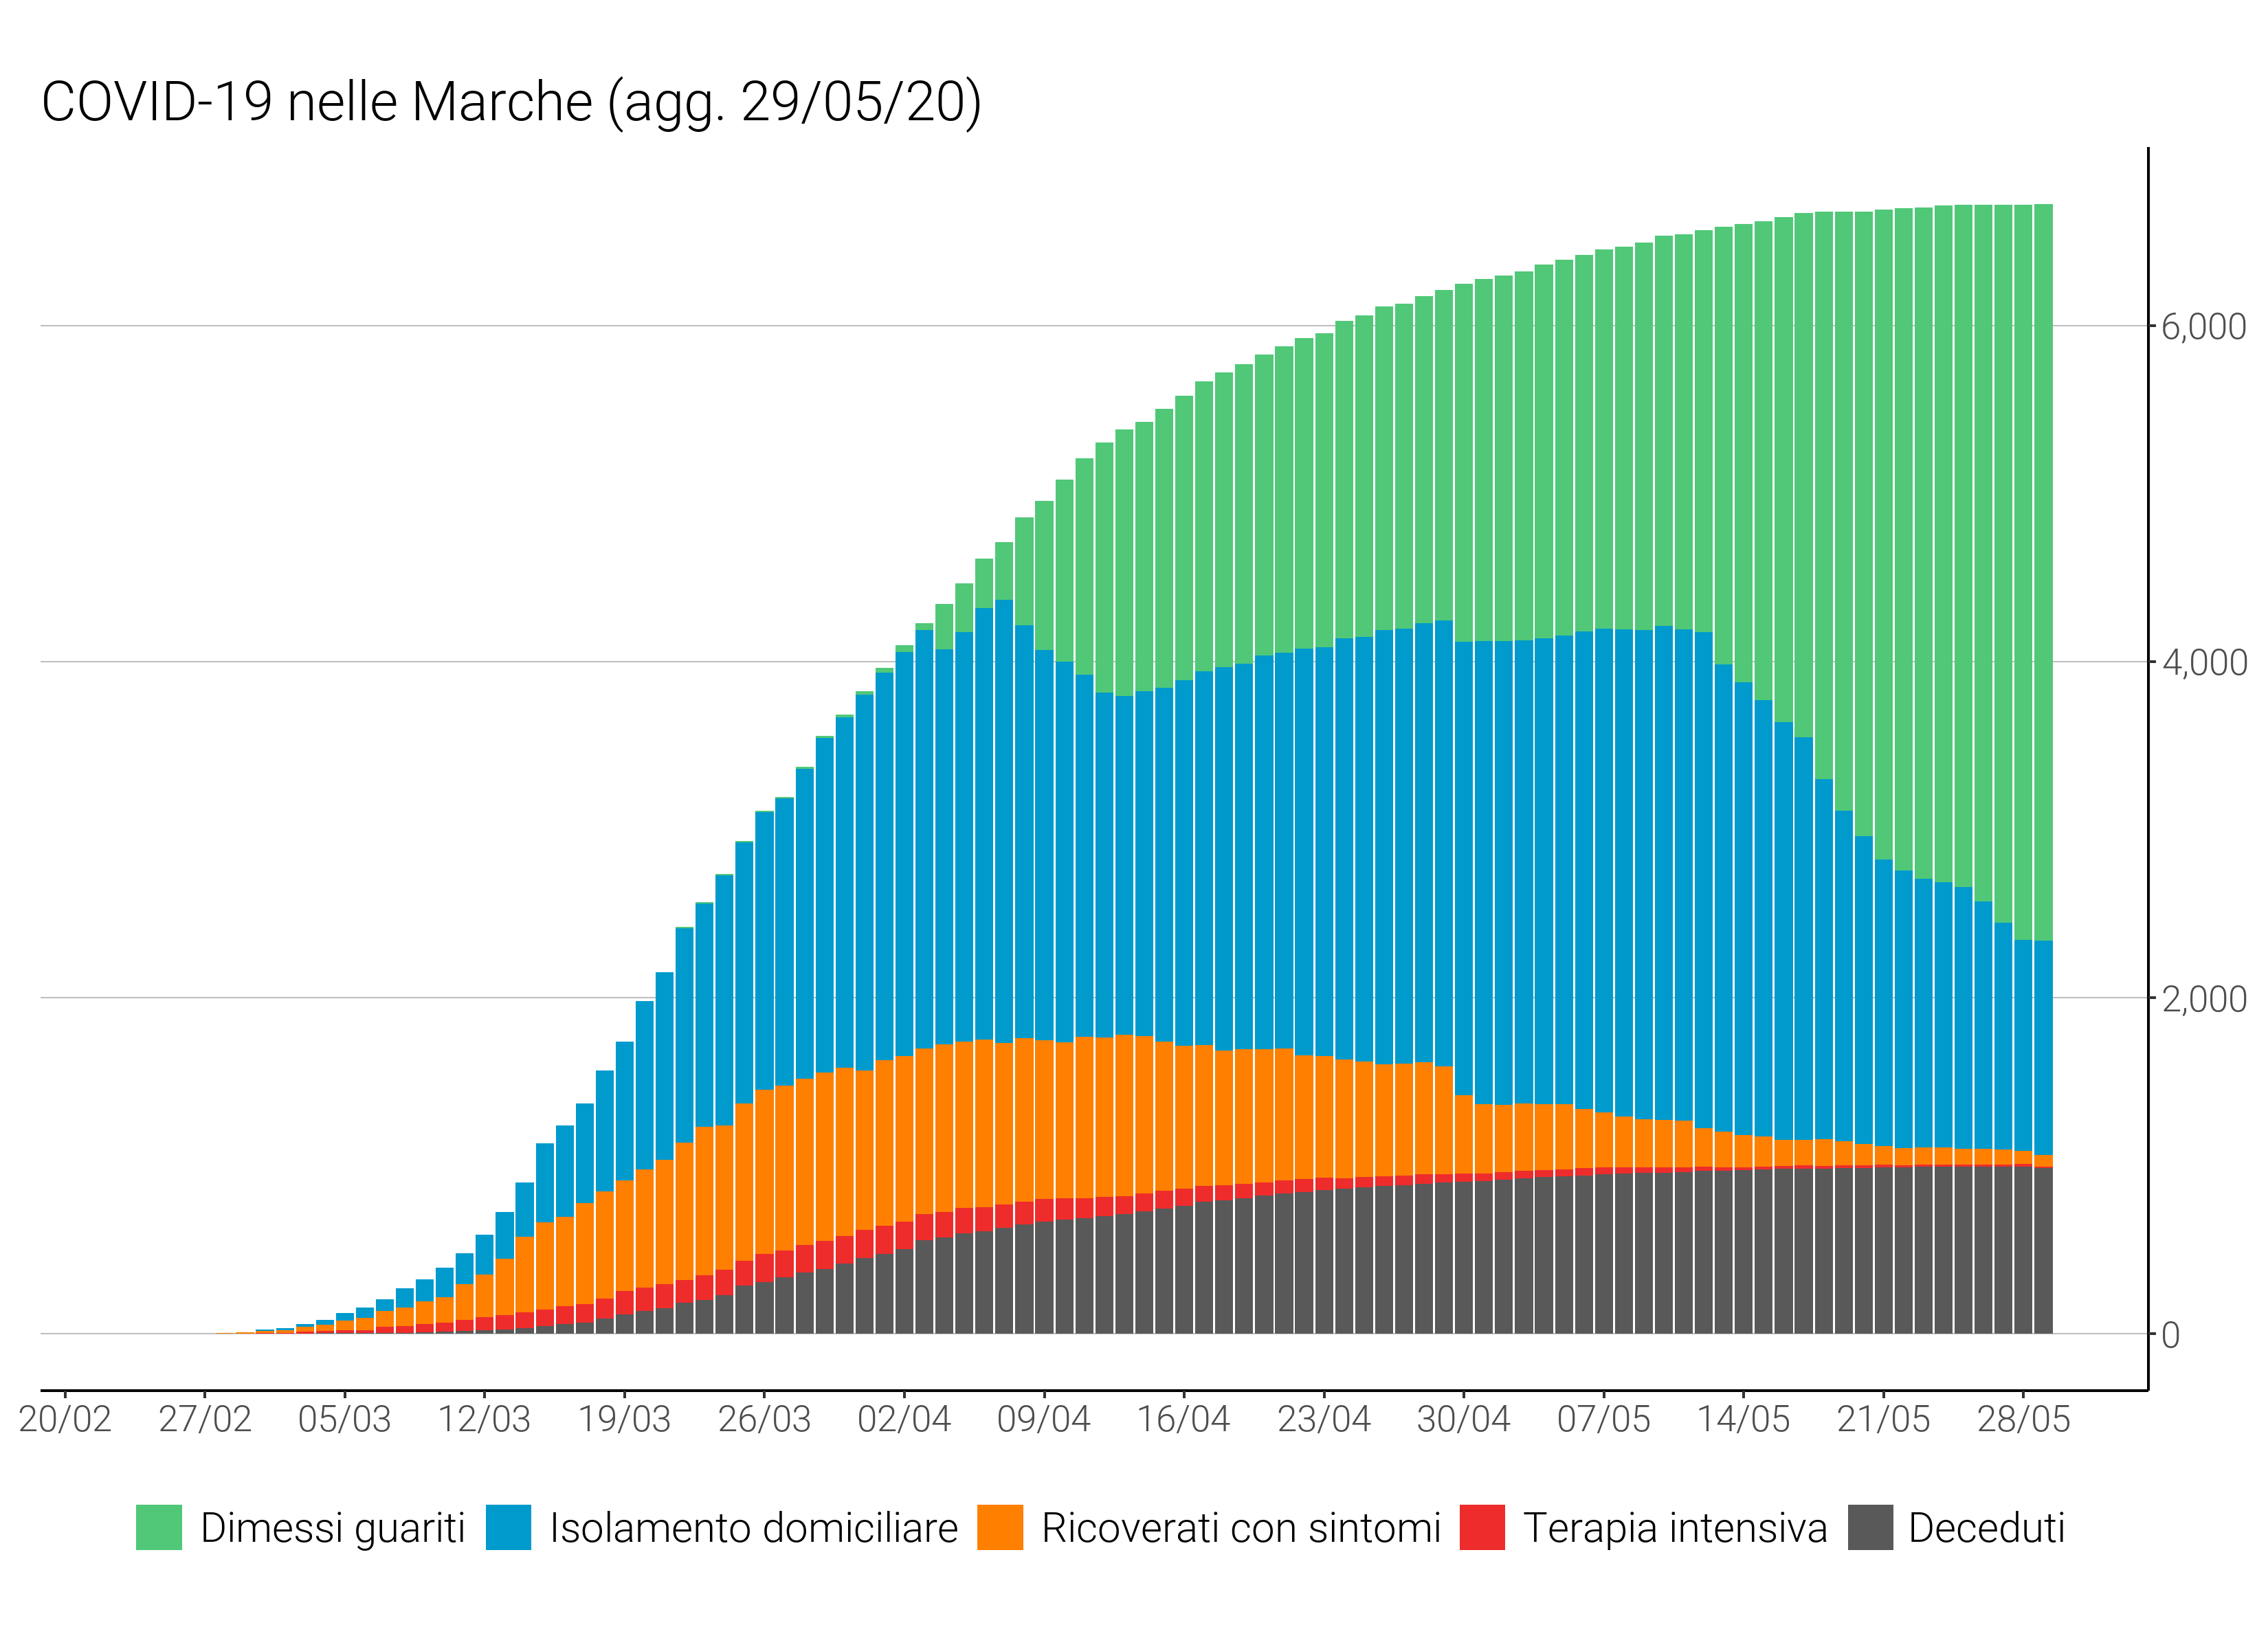 COVID-19 nelle Marche (agg. 29/05/20)
6,000
4,000
2,000
0
20/02 27/02 05/03 12/03 19/03 26/03 02/04 09/04 16/04 23/04 30/04 07/05 14/05 21/05 28/05
Dimessi guariti Isolamento domiciliare Ricoverati con sintomi Terapia intensiva Deceduti